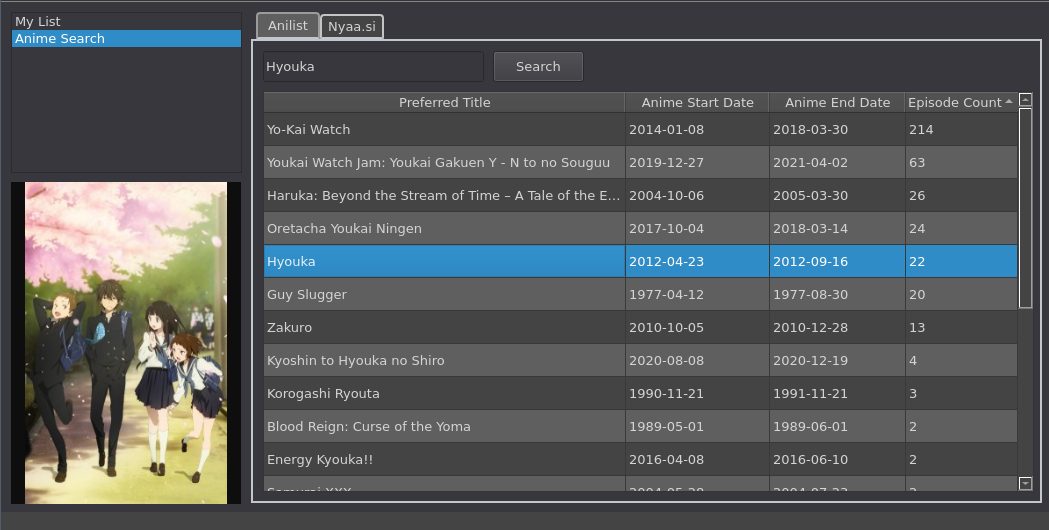 My List
Anime Search
Anilist Nyaa.si
Hyouka Search
Preferred Title Anime Start Date Anime End Date Episode Count
Yo-Kai Watch 2014-01-08 2018-03-30 214
Youkai Watch Jam: Youkai Gakuen Y - N to no Souguu 2019-12-27 2021-04-02 63
Haruka: Beyond the Stream of Time – A Tale of the E... 2004-10-06 2005-03-30 26
Oretacha Youkai Ningen 2017-10-04 2018-03-14 24
Hyouka 2012-04-23 2012-09-16 22
Guy Slugger 1977-04-12 1977-08-30 20
Zakuro 2010-10-05 2010-12-28 13
Kyoshin to Hyouka no Shiro 2020-08-08 2020-12-19 4
Korogashi Ryouta 1990-11-21 1991-11-21 3
Blood Reign: Curse of the Yoma 1989-05-01 1989-06-01 2
Energy Kyouka!! 2016-04-08 2016-06-10 2
Samurai XXX